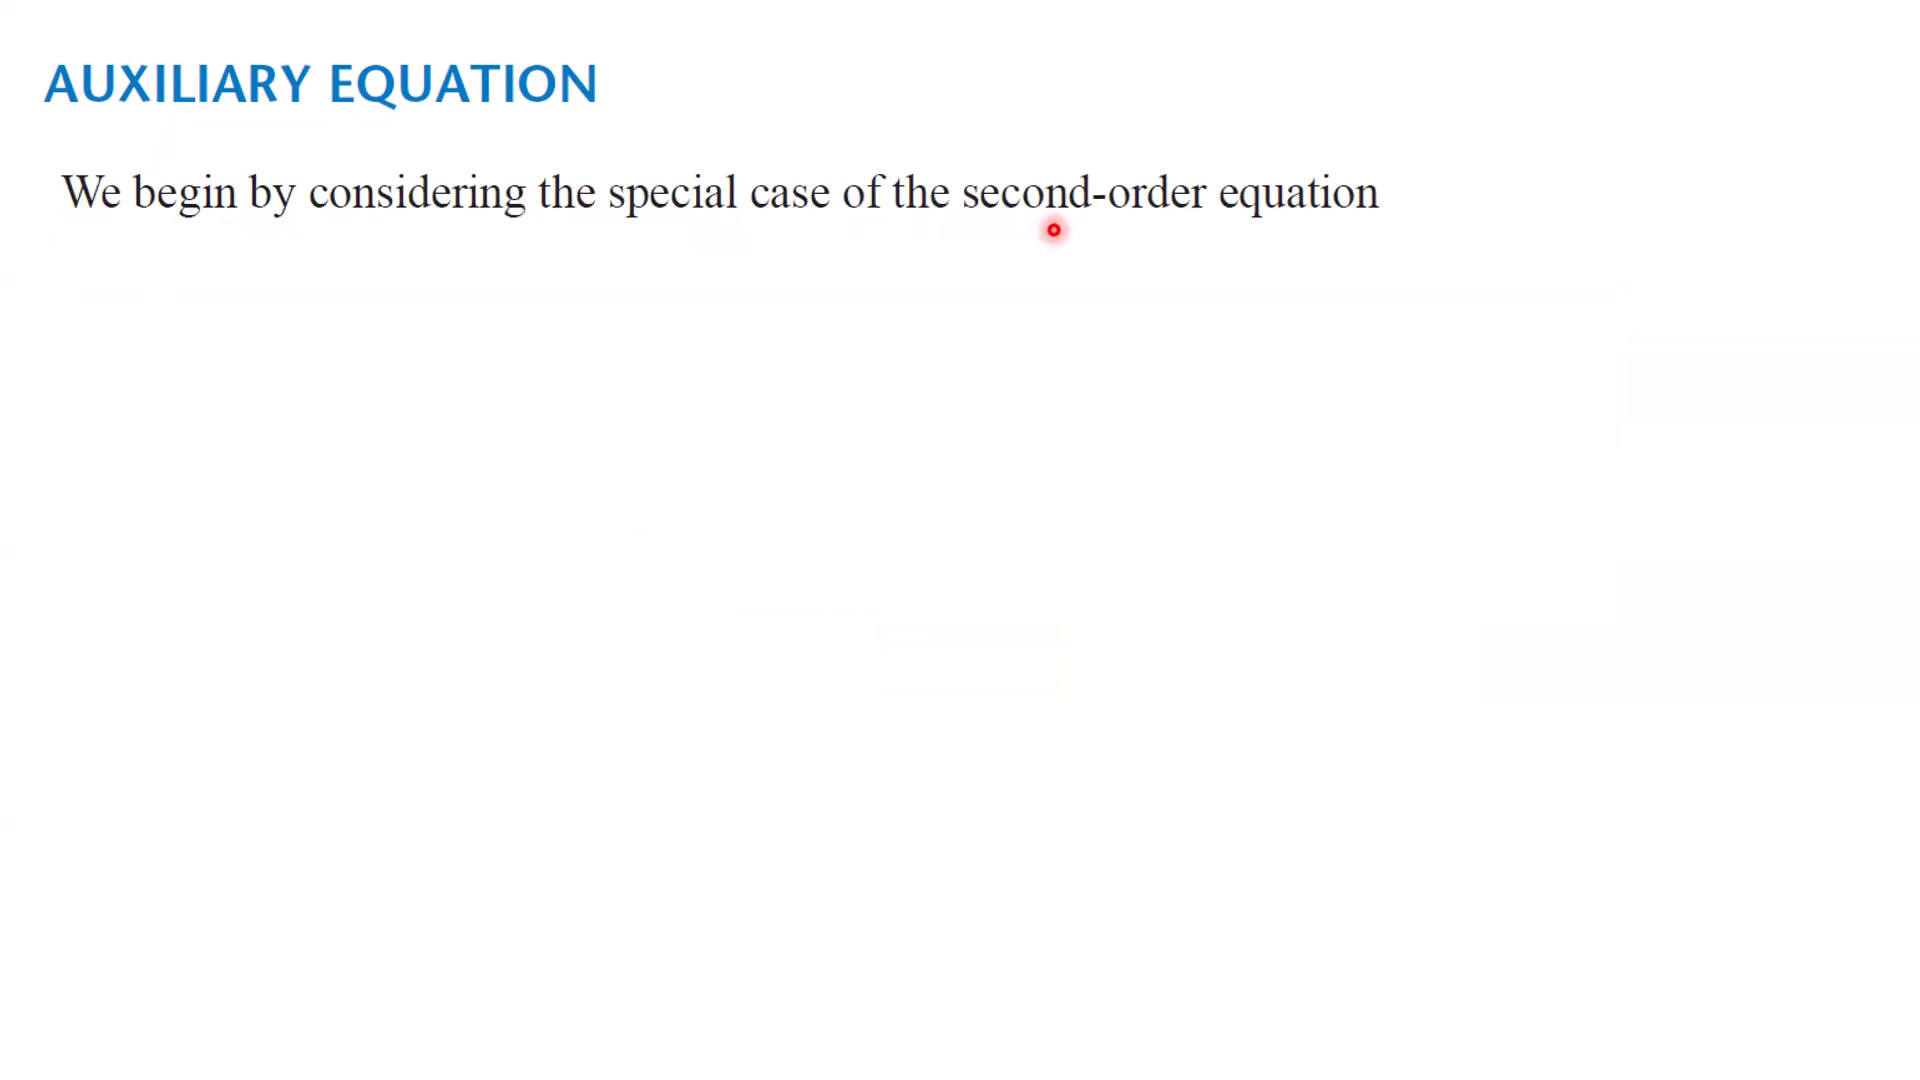 AUXILIARY EQUATION
We begin by considering the special case of the second-order equation